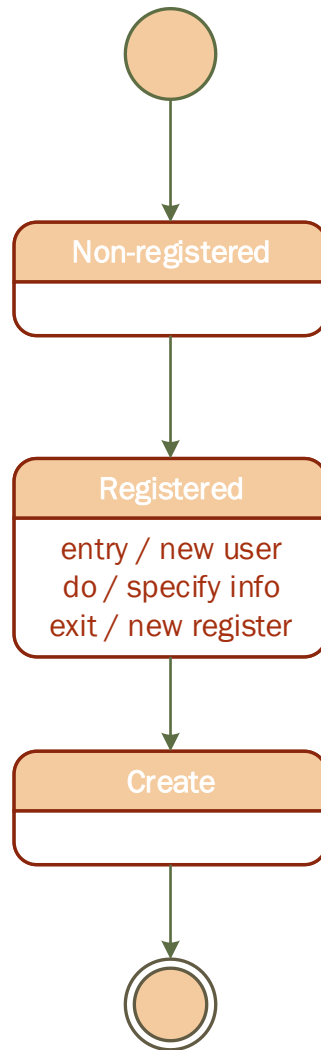 Non-registered
Registered
entry / new user
do / specify info
exit / new register
Create